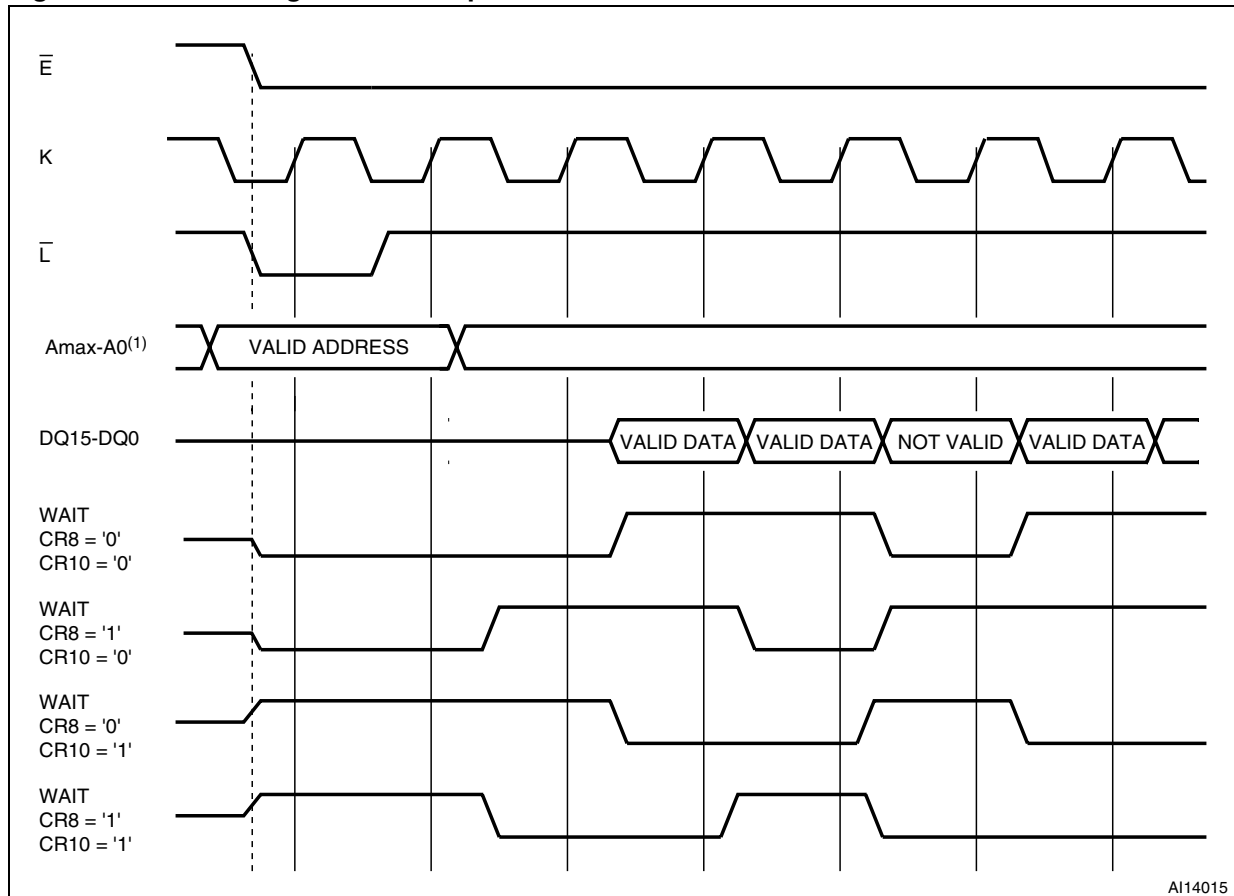 E
K
L
Amax-A0(1)
VALID ADDRESS
DQ15-DQ0
VALID DATA VALID DATA NOT VALID VALID DATA
WAIT
CR8 = '0'
CR10 = '0'
WAIT
CR8 = '1'
CR10 = '0'
WAIT
CR8 = '0'
CR10 = '1'
WAIT
CR8 = '1'
CR10 = '1'
AI14015